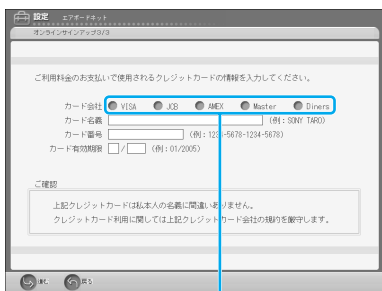 設定 エアーボードネット
オンラインサインアップ3/3
ご利用料金のお支払いで使用されるクレジットカードの情報を入力してください。
カード会社 VISA JCB AMEX Master Diners
カード名義 (例：SONY TARO)
カード番号 (例：1234-5678-1234-5678)
カード有効期限 / (例：01/2005)
ご確認
上記クレジットカードは私本人の名義に間違いありません。
クレジットカード利用に関しては上記クレジットカード会社の規約を厳守します。
進む 戻る